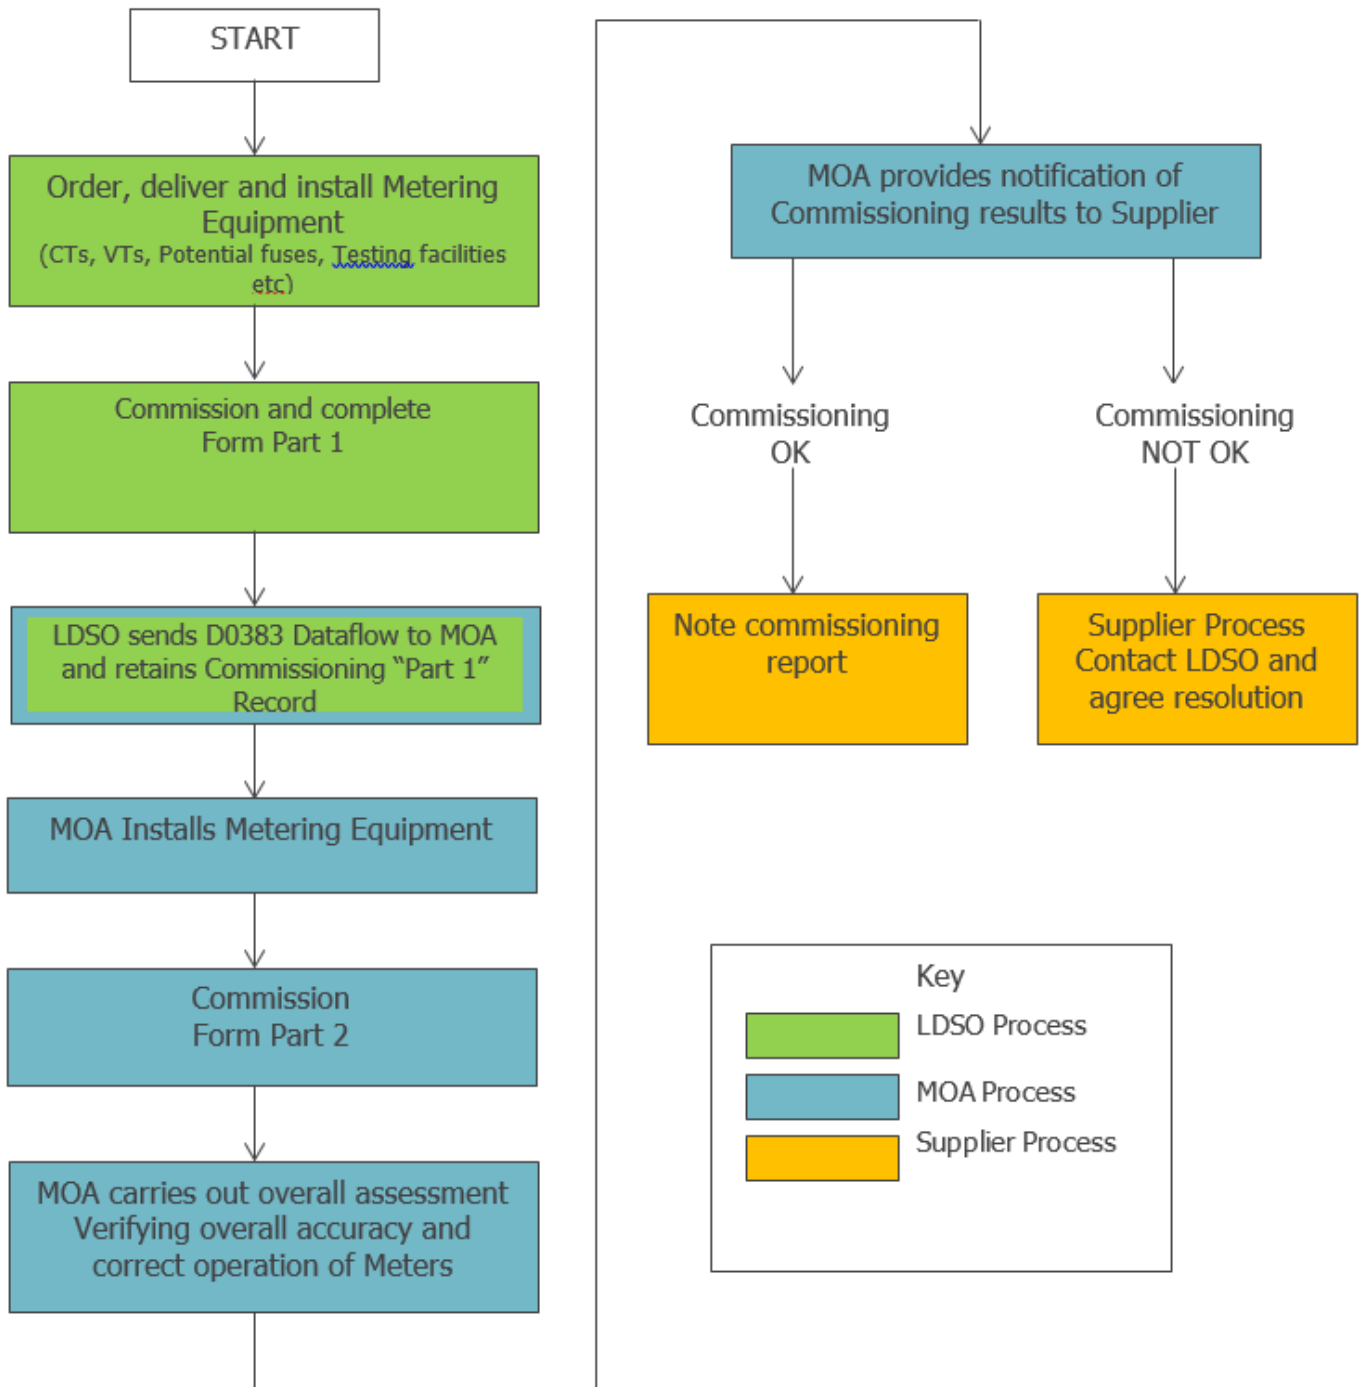 START
Order, deliver and install Metering
Equipment
(CTs, VTs, Potential fuses, Testing facilities
etc)
Commission and complete
Form Part 1
LDSO sends D0383 Dataflow to MOA
and retains Commissioning “Part 1”
Record
MOA Installs Metering Equipment
Commission
Form Part 2
MOA carries out overall assessment
Verifying overall accuracy and
correct operation of Meters
MOA provides notification of
Commissioning results to Supplier
Commissioning
OK
Commissioning
NOT OK
Note commissioning
report
Supplier Process
Contact LDSO and
agree resolution
Key
LDSO Process
MOA Process
Supplier Process